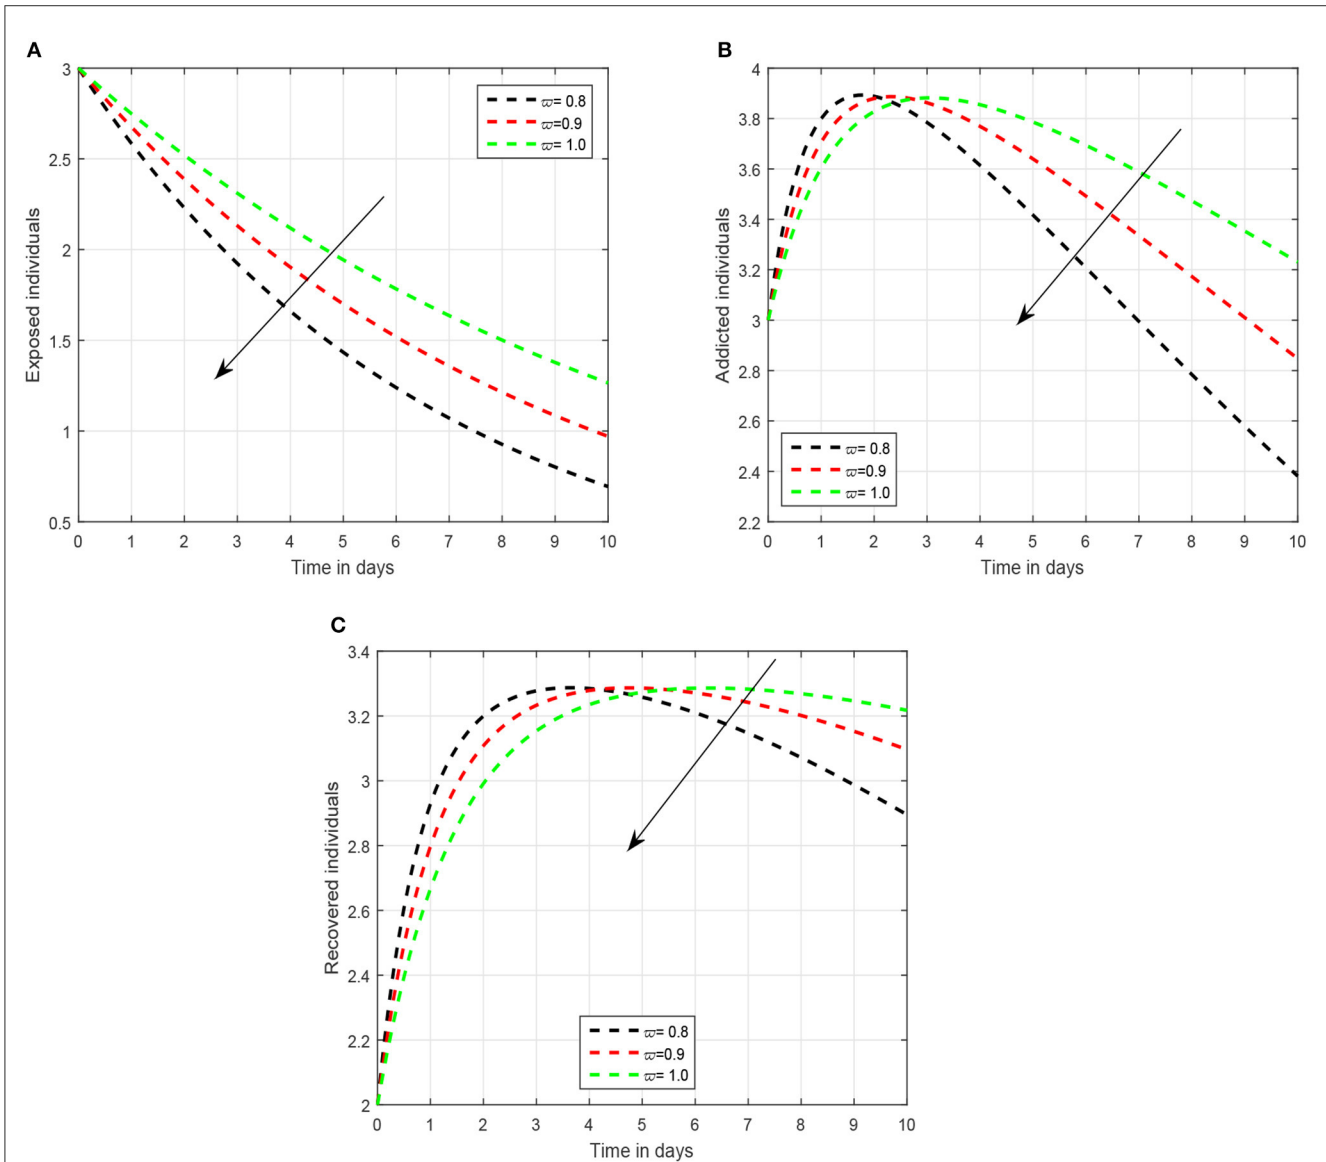 A
3
2.5
2
1.5
1
0.5
Exposed individuals
ϖ= 0.8
ϖ=0.9
ϖ= 1.0
0 1 2 3 4 5 6 7 8 9 10
Time in days
B
4
3.8
3.6
3.4
3.2
3
2.8
2.6
2.4
2.2
Addicted individuals
ϖ= 0.8
ϖ=0.9
ϖ= 1.0
0 1 2 3 4 5 6 7 8 9 10
Time in days
C
3.4
3.2
3
2.8
2.6
2.4
2.2
2
Recovered individuals
ϖ= 0.8
ϖ=0.9
ϖ= 1.0
0 1 2 3 4 5 6 7 8 9 10
Time in days